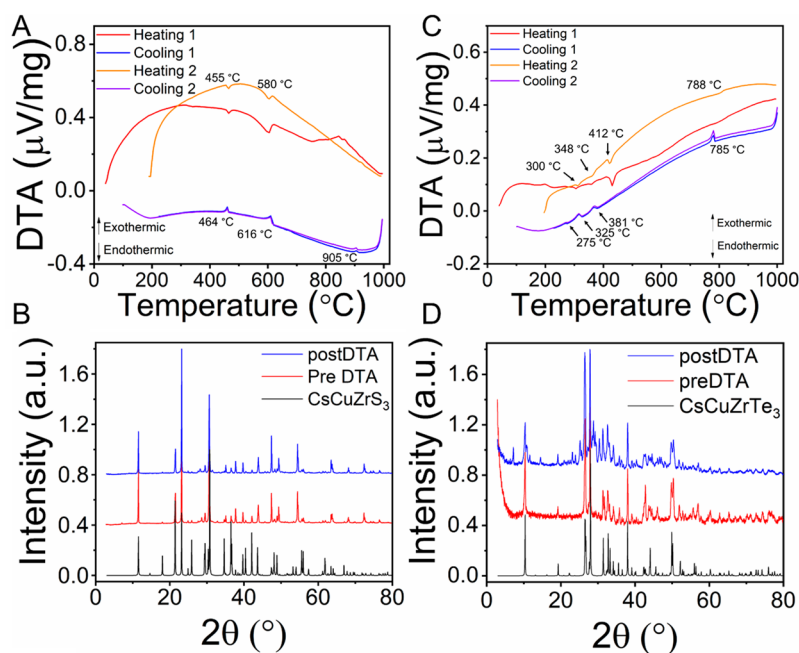 A
DTA (μV/mg)
0.8
0.4
0.0
-0.4
Heating 1
Cooling 1
Heating 2
Cooling 2
455 °C
580 °C
464 °C
616 °C
905 °C
Exothermic
Endothermic
0 200 400 600 800 1000
Temperature (°C)
C
DTA (μV/mg)
0.6
0.4
0.2
0.0
-0.2
Heating 1
Cooling 1
Heating 2
Cooling 2
788 °C
412 °C
348 °C
300 °C
785 °C
381 °C
325 °C
275 °C
Exothermic
Endothermic
0 200 400 600 800 1000
Temperature (°C)
B
Intensity (a.u.)
1.6
1.2
0.8
0.4
0.0
postDTA
Pre DTA
CsCuZrS3
0 20 40 60 80
2θ (°)
D
Intensity (a.u.)
1.6
1.2
0.8
0.4
0.0
postDTA
preDTA
CsCuZrTe3
0 20 40 60 80
2θ (°)